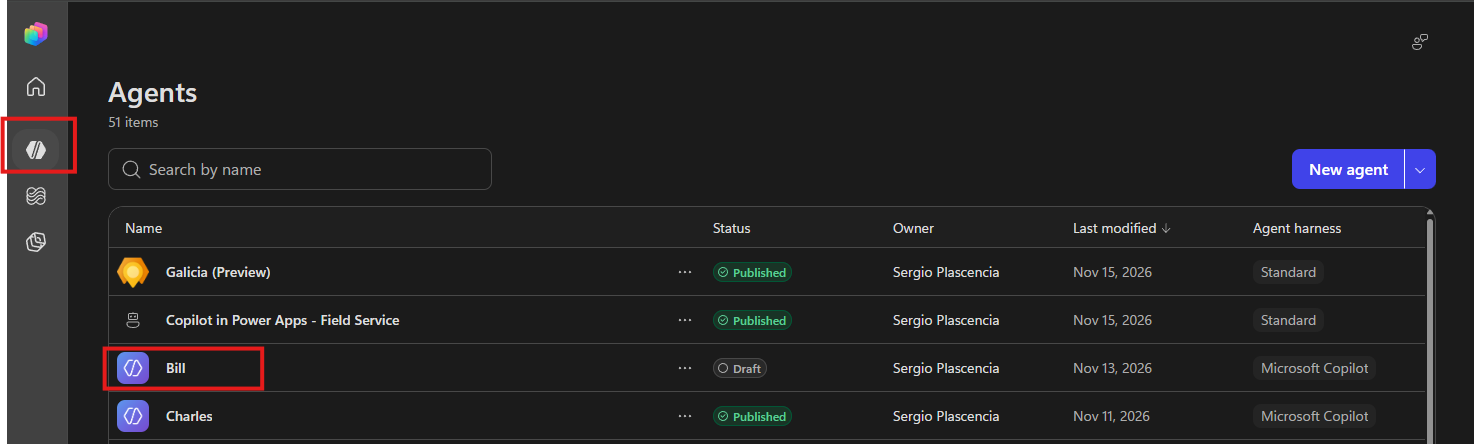 Agents
51 items
Search by name
New agent
Name Status Owner Last modified Agent harness
Galicia (Preview) ... Published Sergio Plascencia Nov 15, 2026 Standard
Copilot in Power Apps - Field Service ... Published Sergio Plascencia Nov 15, 2026 Standard
Bill ... Draft Sergio Plascencia Nov 13, 2026 Microsoft Copilot
Charles ... Published Sergio Plascencia Nov 11, 2026 Microsoft Copilot